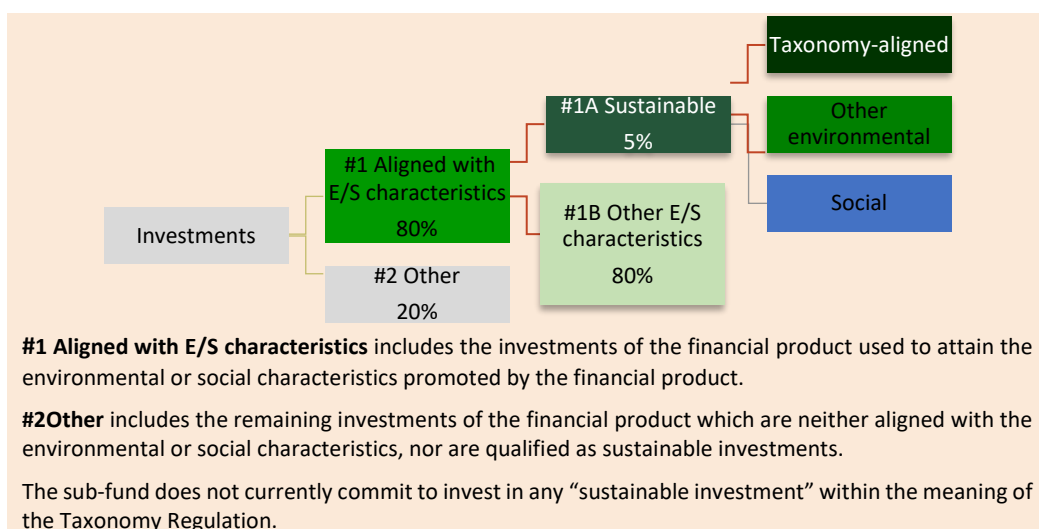 Taxonomy-aligned
#1A Sustainable
5%
Other
environmental
#1 Aligned with
E/S characteristics
80%
#1B Other E/S
characteristics
80%
Social
Investments
#2 Other
20%
#1 Aligned with E/S characteristics includes the investments of the financial product used to attain the
environmental or social characteristics promoted by the financial product.
#2Other includes the remaining investments of the financial product which are neither aligned with the
environmental or social characteristics, nor are qualified as sustainable investments.
The sub-fund does not currently commit to invest in any “sustainable investment” within the meaning of
the Taxonomy Regulation.